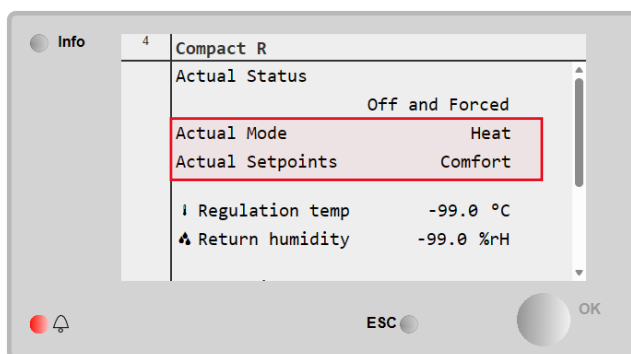 Info
4
Compact R
Actual Status
Off and Forced
Actual Mode Heat
Actual Setpoints Comfort
Regulation temp -99.0 °C
Return humidity -99.0 %rH
ESC
OK